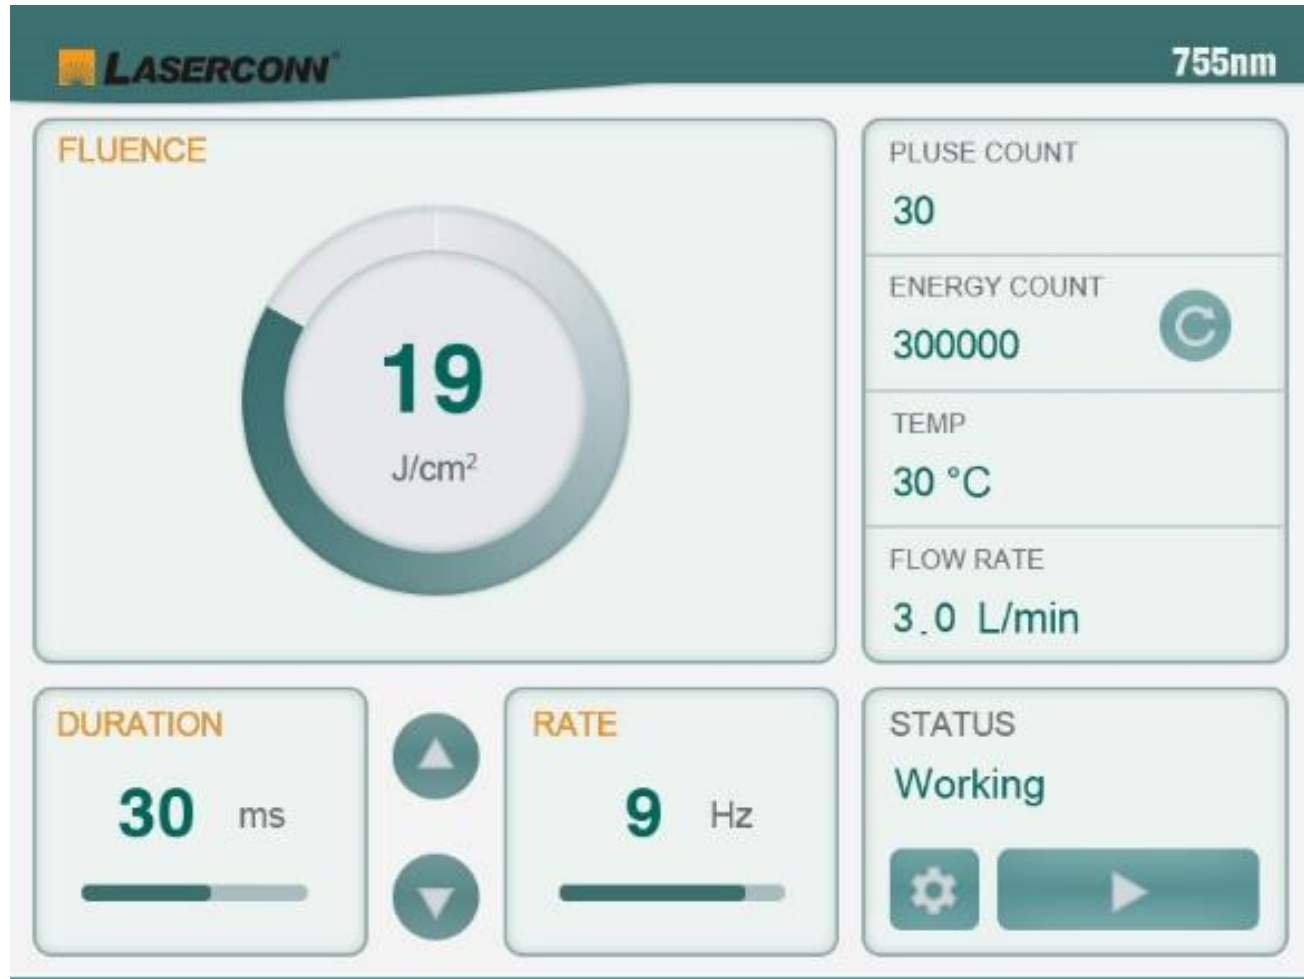 LASERCONN
755nm
FLUENCE
19
J/cm²
PLUSE COUNT
30
ENERGY COUNT
300000
TEMP
30 °C
FLOW RATE
3.0 L/min
DURATION
30 ms
RATE
9 Hz
STATUS
Working